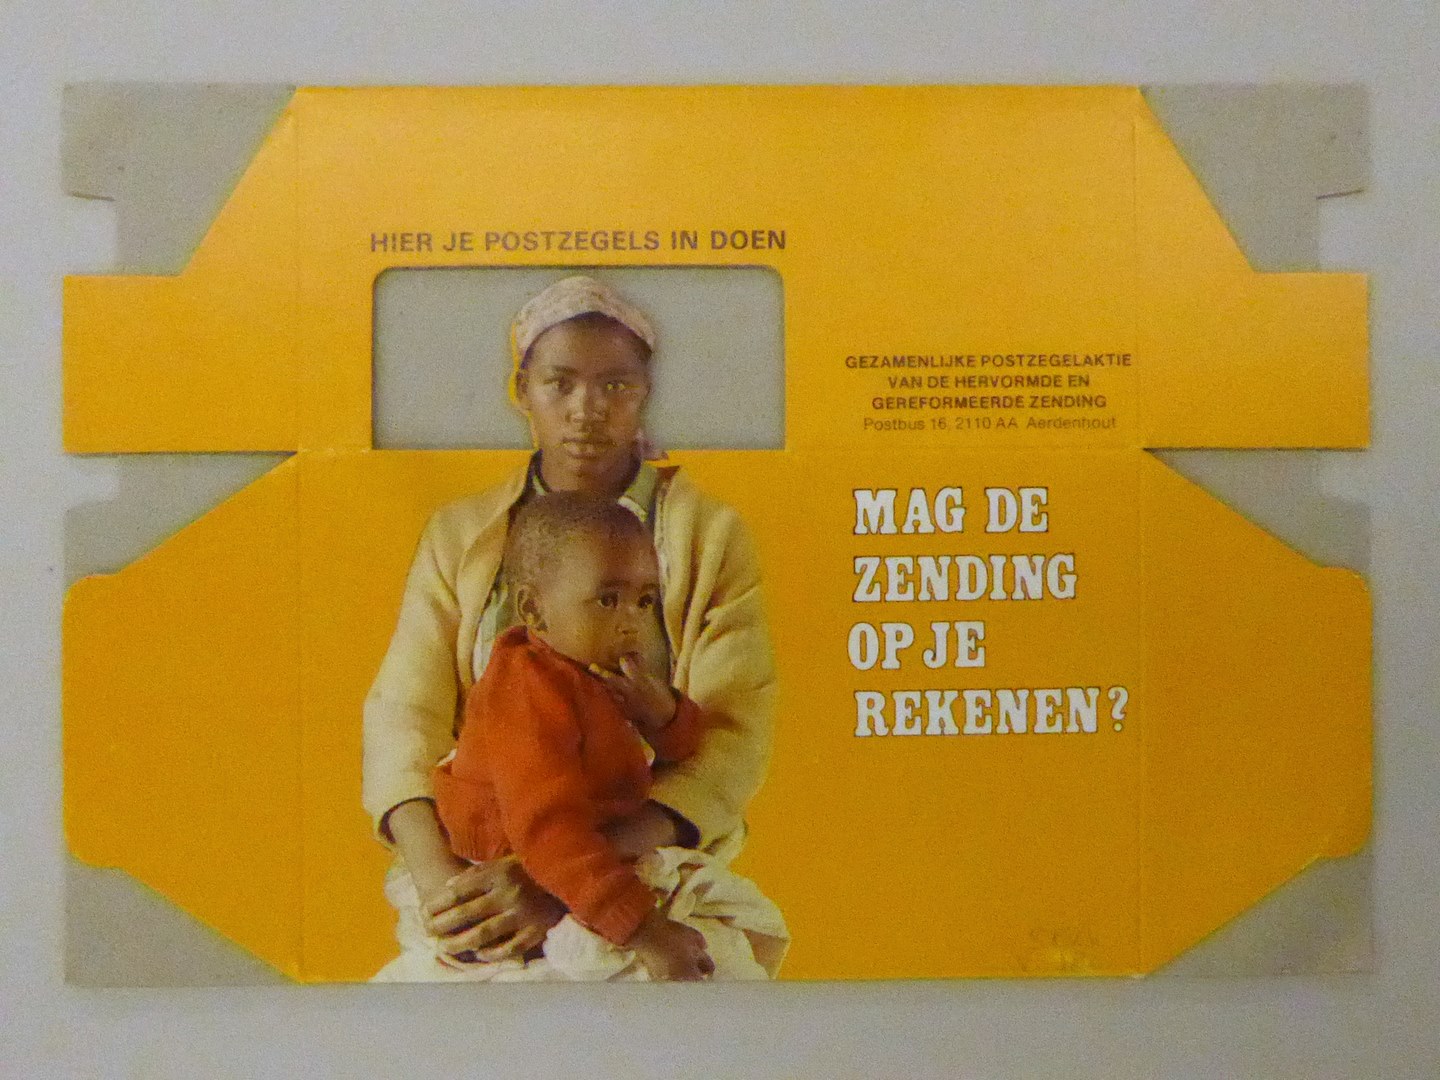 HIER JE POSTZEGELS IN DOEN
GEZAMENLIJKE POSTZEGELAKTIE
VAN DE HERVORMDE EN
GEREFORMEERDE ZENDING
Postbus 16, 2110 AA Aerdenhout
MAG DE
ZENDING
OP JE
REKENEN?